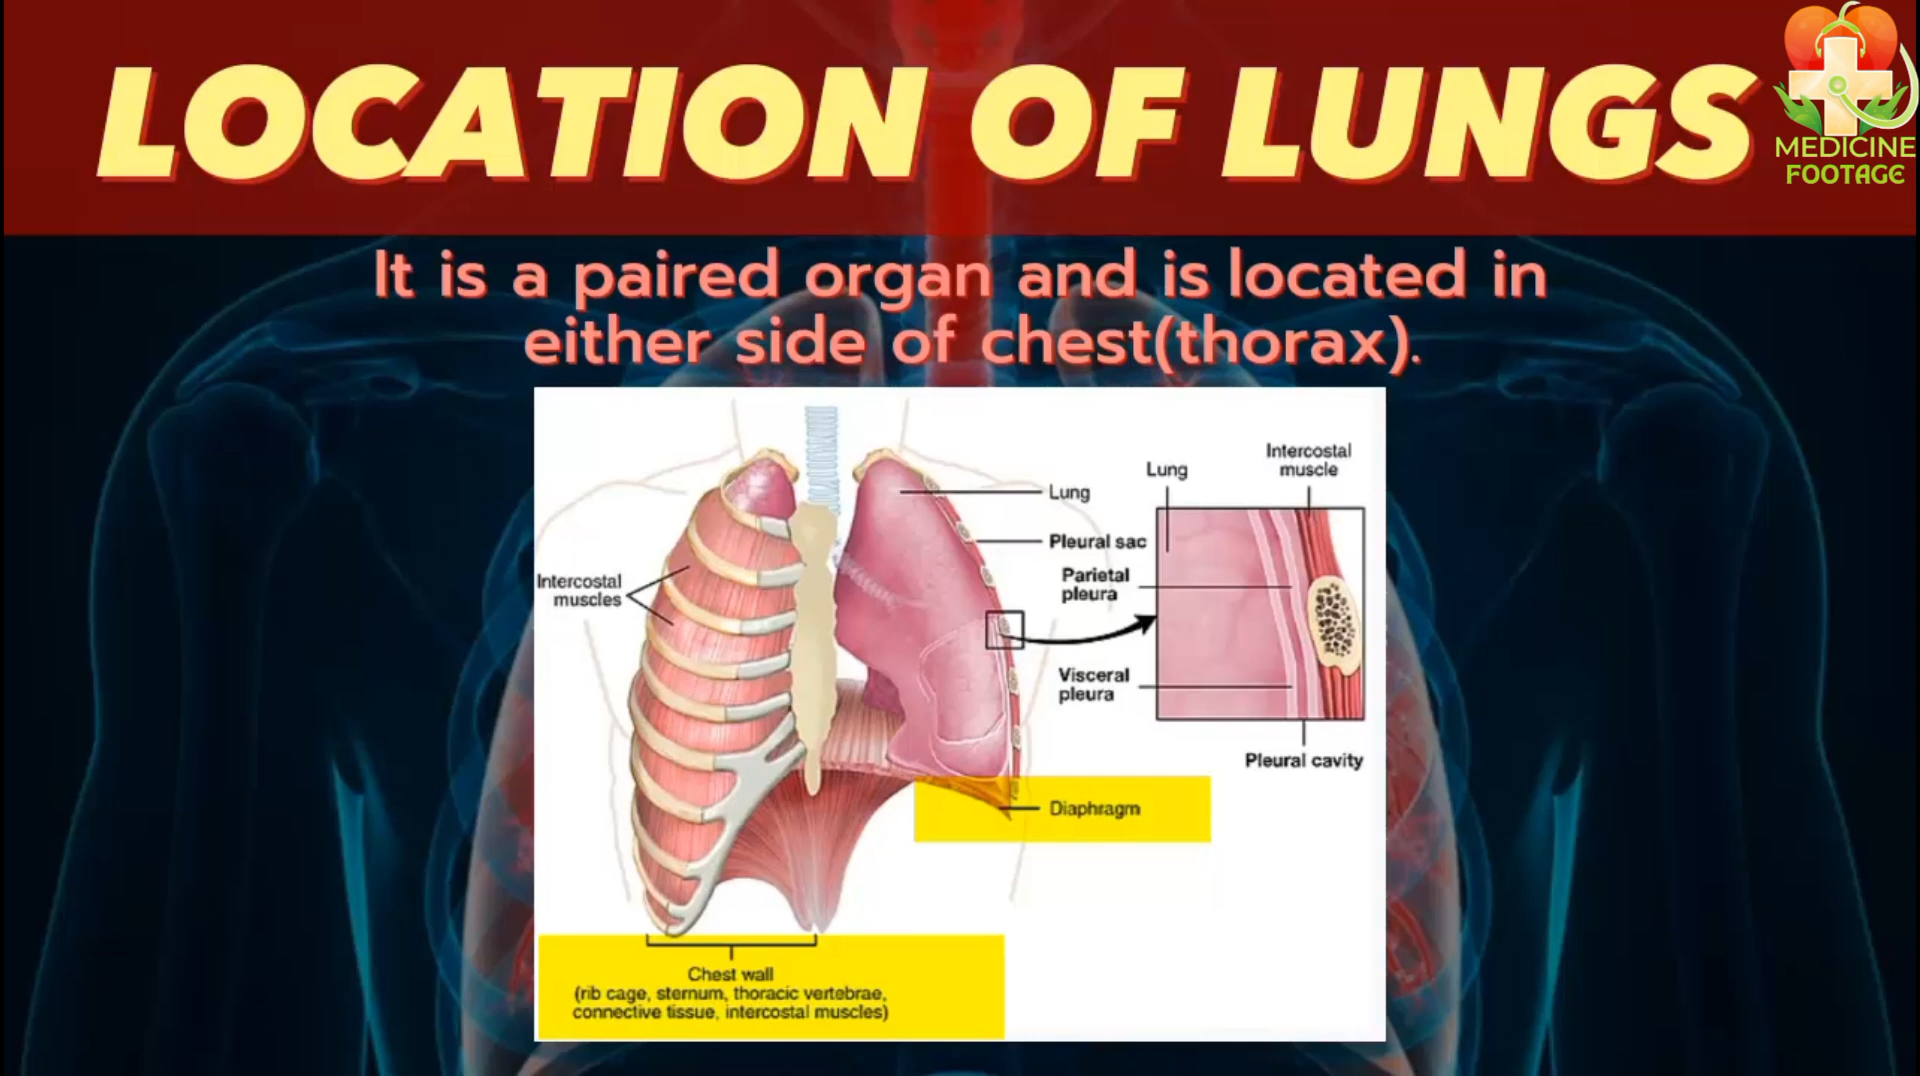 LOCATION OF LUNGS
MEDICINE
FOOTAGE
It is a paired organ and is located in
either side of chest(thorax).
Intercostal
muscles
Lung
Pleural sac
Parietal
pleura
Visceral
pleura
Diaphragm
Lung
Intercostal
muscle
Pleural cavity
Chest wall
(rib cage, sternum, thoracic vertebrae,
connective tissue, intercostal muscles)